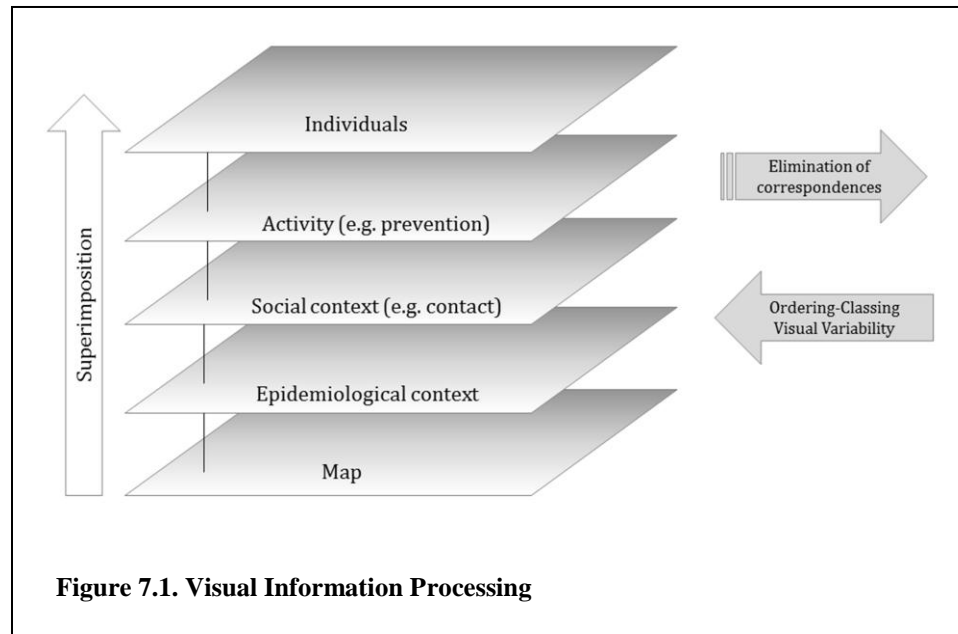 Individuals
Activity (e.g. prevention)
Social context (e.g. contact)
Epidemiological context
Map
Superimposition
Elimination of
correspondences
Ordering-Classing
Visual Variability
Figure 7.1. Visual Information Processing